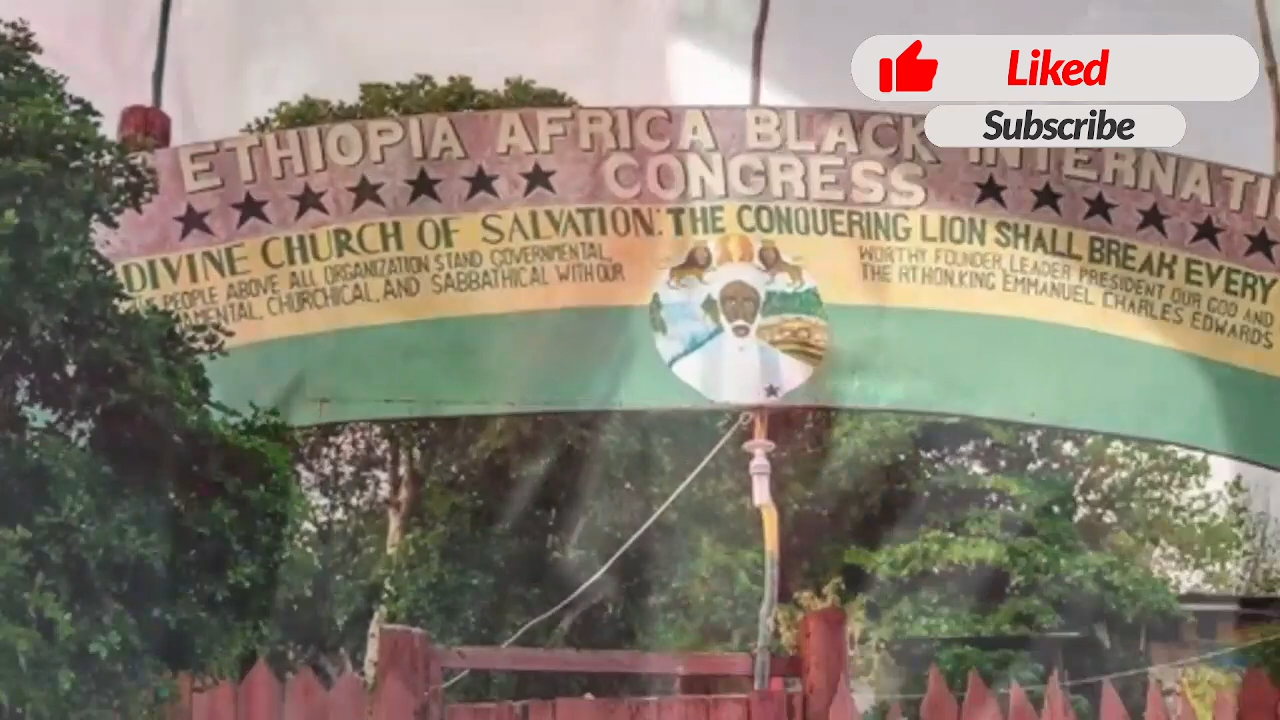 Liked
Subscribe
ETHIOPIA AFRICA BLACK INTERNATI
CONGRESS
DIVINE CHURCH OF SALVATION: THE CONQUERING LION SHALL BREAK EVERY
THE PEOPLE ABOVE ALL ORGANIZATION STAND GOVERNMENTAL,
CHURCHICAL, AND SABBATHICAL WITH OUR
WORTHY FOUNDER, LEADER PRESIDENT OUR GOD AND
THE RT HON. KING EMMANUEL CHARLES EDWARDS